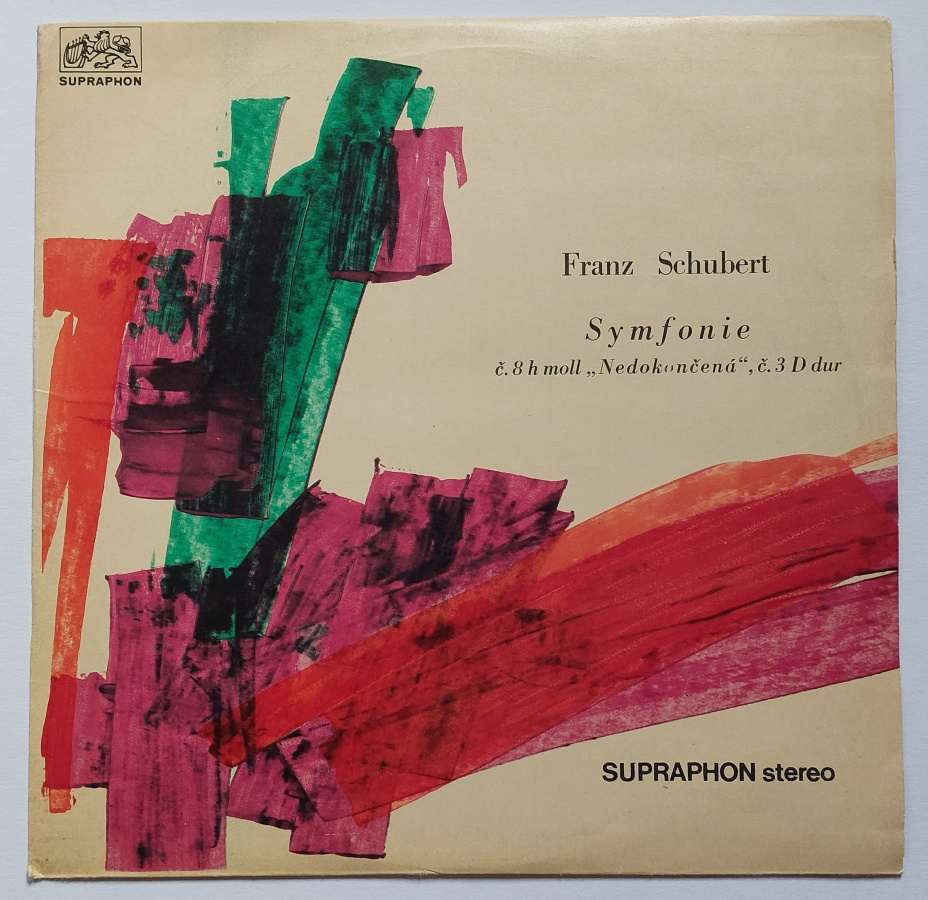 SUPRAPHON
Franz Schubert
Symfonie
č. 8 h moll „Nedokončená“, č. 3 D dur
SUPRAPHON stereo